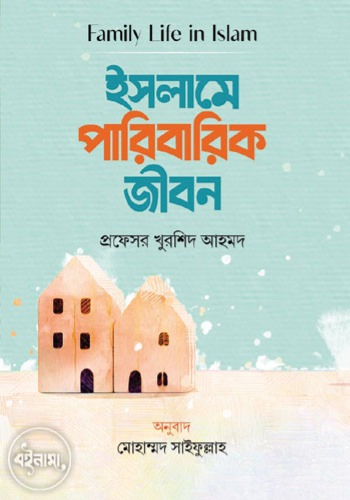 Family Life in Islam
ইসলামে
পারিবারিক
জীবন
প্রফেসর খুরশিদ আহমদ
অনুবাদ
মোহাম্মদ সাইফুল্লাহ
বইনামা